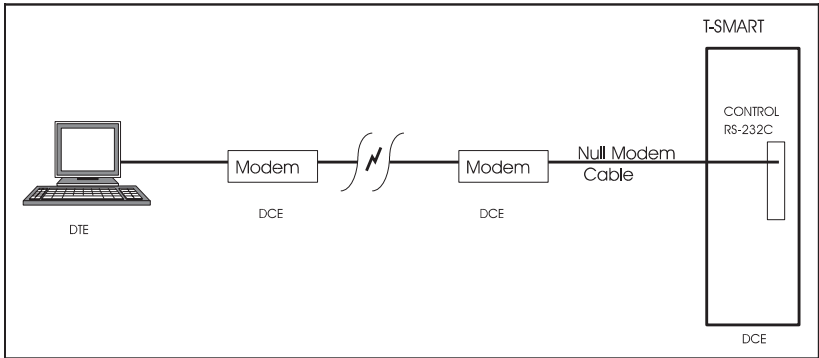 T-SMART
CONTROL
RS-232C
Modem
Modem
Null Modem
Cable
DTE
DCE
DCE
DCE